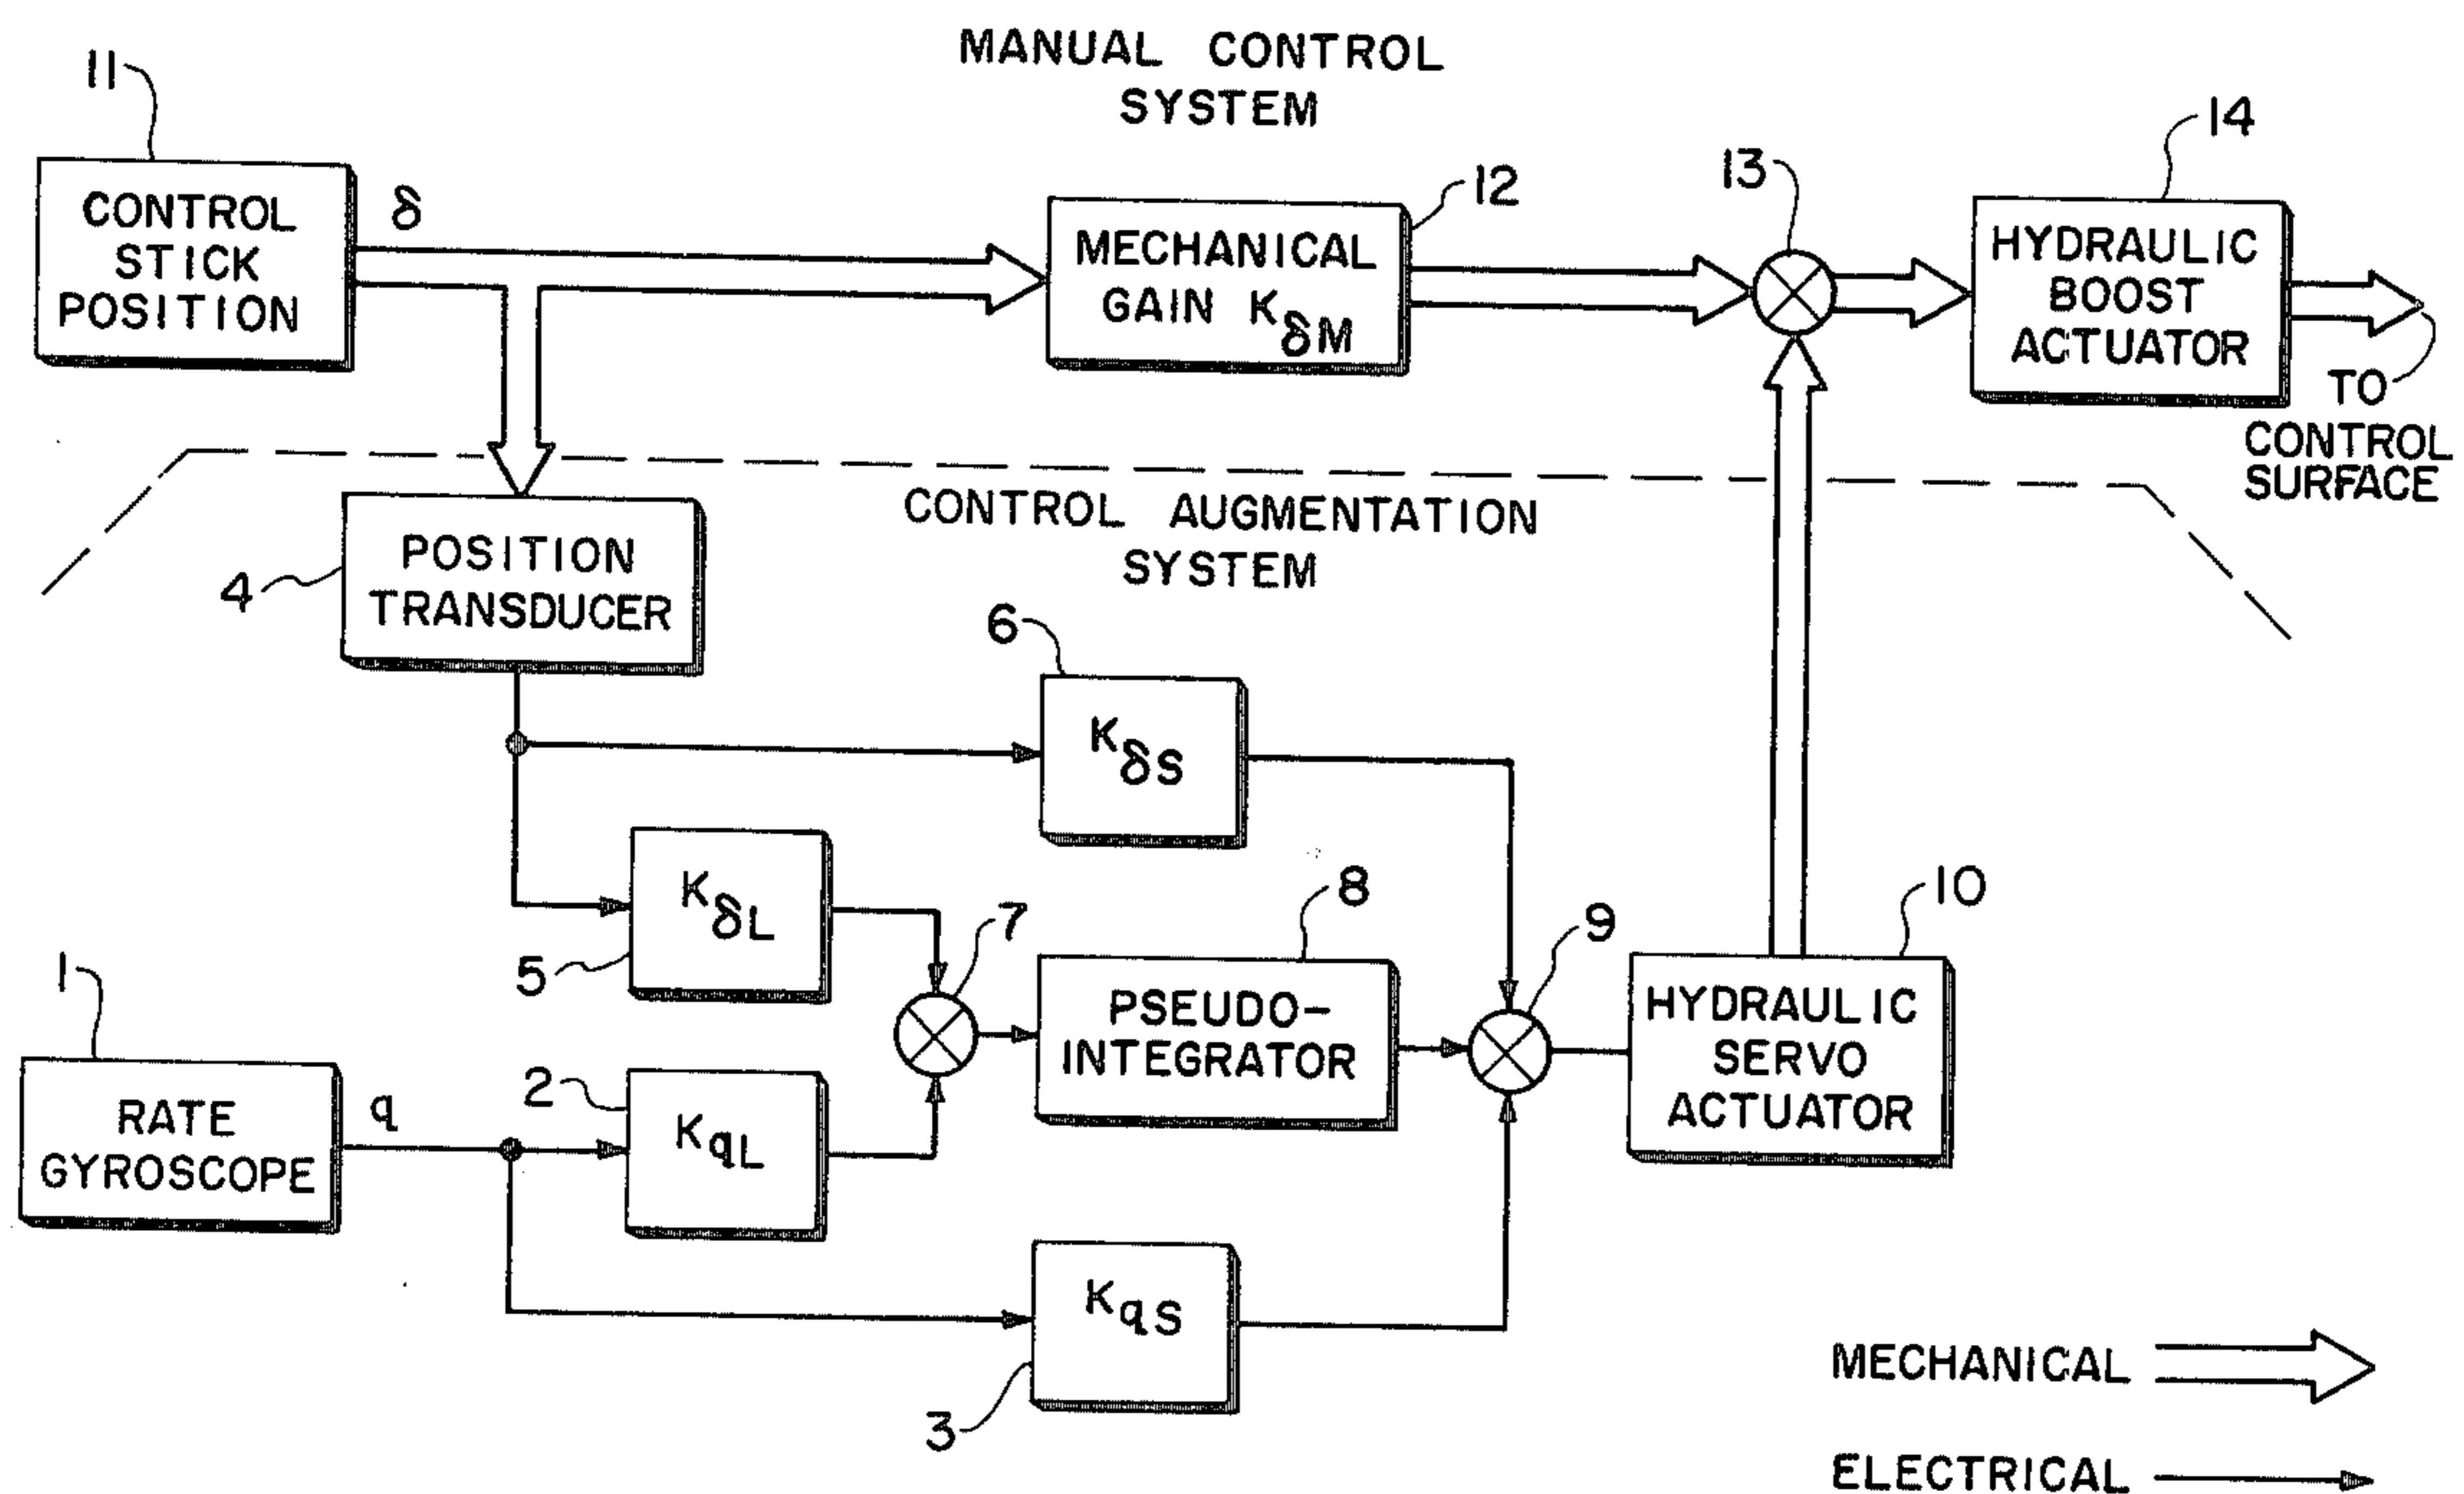 MANUAL CONTROL
SYSTEM
11
CONTROL
STICK
POSITION
δ
12
MECHANICAL
GAIN KδM
13
14
HYDRAULIC
BOOST
ACTUATOR
TO
CONTROL
SURFACE
CONTROL AUGMENTATION
SYSTEM
4
POSITION
TRANSDUCER
6
KδS
KδL
5
7
8
PSEUDO-
INTEGRATOR
9
10
HYDRAULIC
SERVO
ACTUATOR
1
RATE
GYROSCOPE
q
2
KqL
KqS
3
MECHANICAL
ELECTRICAL